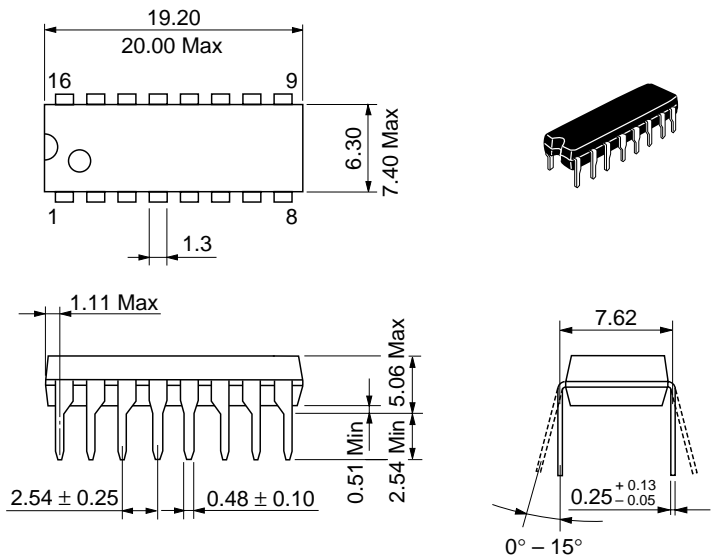 19.20
20.00 Max
16
9
6.30
7.40 Max
1
8
1.3
1.11 Max
5.06 Max
0.51 Min
2.54 Min
2.54 ± 0.25
0.48 ± 0.10
7.62
0.25 + 0.13 – 0.05
0° – 15°